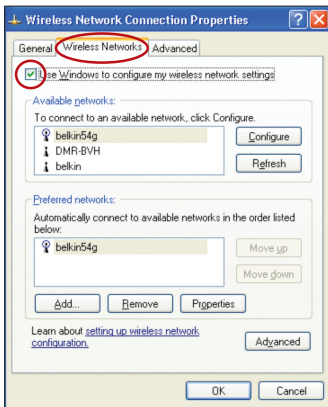 Wireless Network Connection Properties
General Wireless Networks Advanced
Use Windows to configure my wireless network settings
Available networks:
To connect to an available network, click Configure.
belkin54g
DMR-BVH
belkin
Configure
Refresh
Preferred networks:
Automatically connect to available networks in the order listed
below:
belkin54g
Move up
Move down
Add... Remove Properties
Learn about setting up wireless network
configuration.
Advanced
OK Cancel